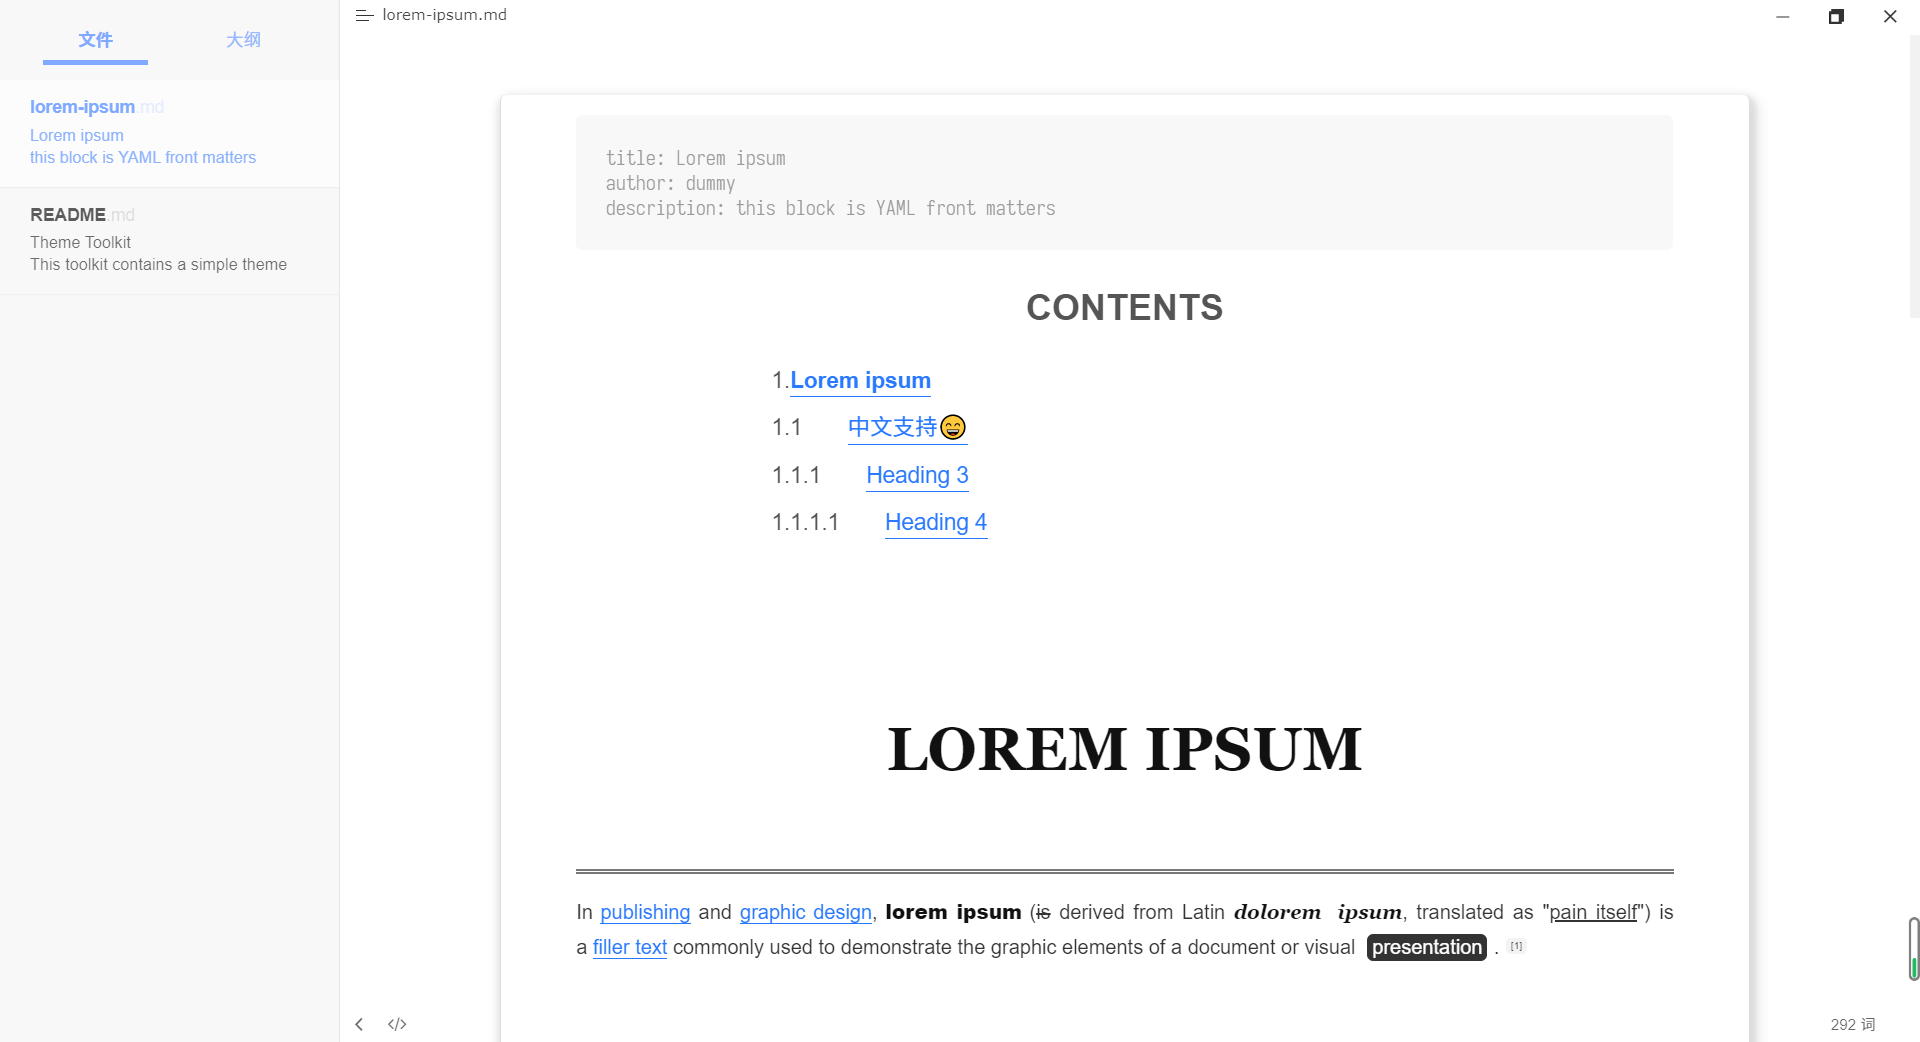 文件 大纲
lorem-ipsum.md
Lorem ipsum
this block is YAML front matters
README.md
Theme Toolkit
This toolkit contains a simple theme
lorem-ipsum.md
title: Lorem ipsum
author: dummy
description: this block is YAML front matters
CONTENTS
1.Lorem ipsum
1.1 中文支持😄
1.1.1 Heading 3
1.1.1.1 Heading 4
LOREM IPSUM
In publishing and graphic design, lorem ipsum (is derived from Latin dolorem ipsum, translated as "pain itself") is
a filler text commonly used to demonstrate the graphic elements of a document or visual presentation . [1]
</> 292 词